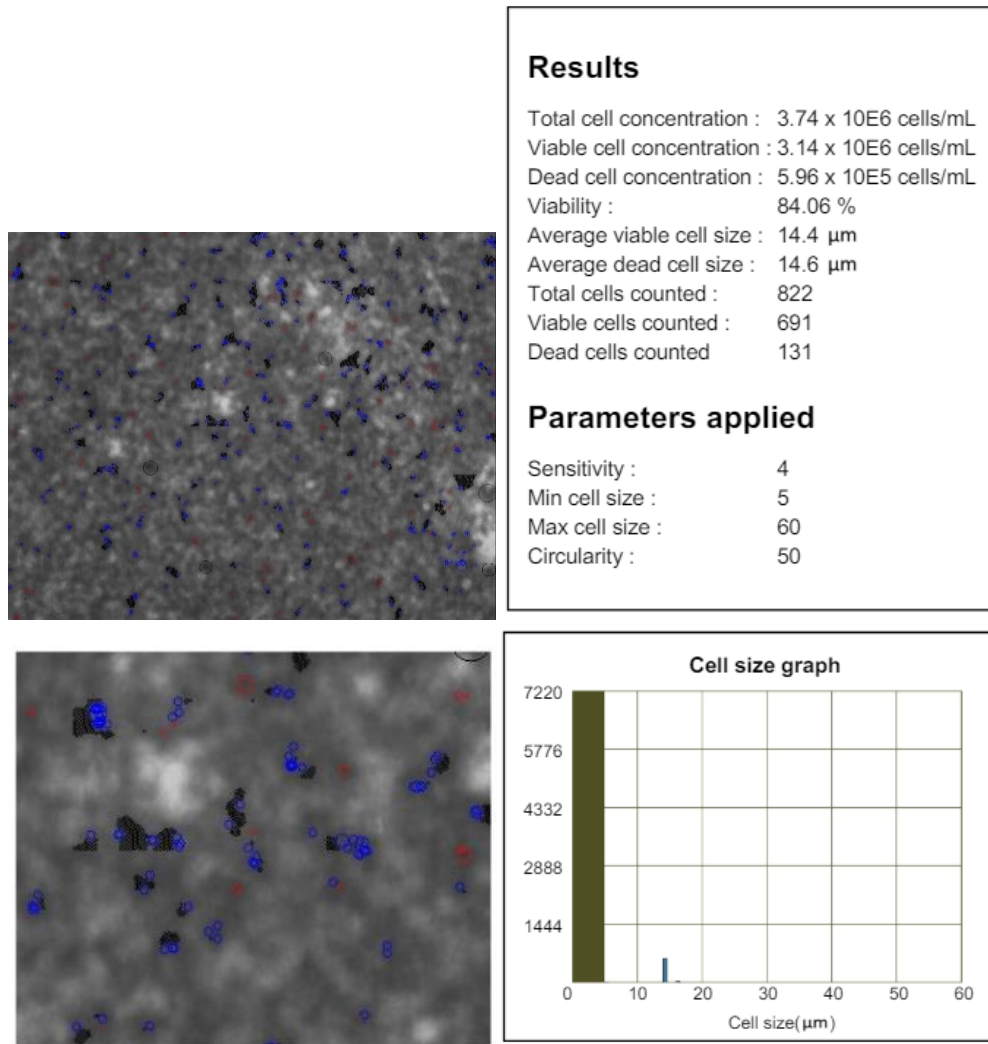 Results
Total cell concentration : 3.74 x 10E6 cells/mL
Viable cell concentration : 3.14 x 10E6 cells/mL
Dead cell concentration : 5.96 x 10E5 cells/mL
Viability : 84.06 %
Average viable cell size : 14.4 μm
Average dead cell size : 14.6 μm
Total cells counted : 822
Viable cells counted : 691
Dead cells counted 131
Parameters applied
Sensitivity : 4
Min cell size : 5
Max cell size : 60
Circularity : 50
Cell size graph
7220
5776
4332
2888
1444
0 10 20 30 40 50 60
Cell size(μm)